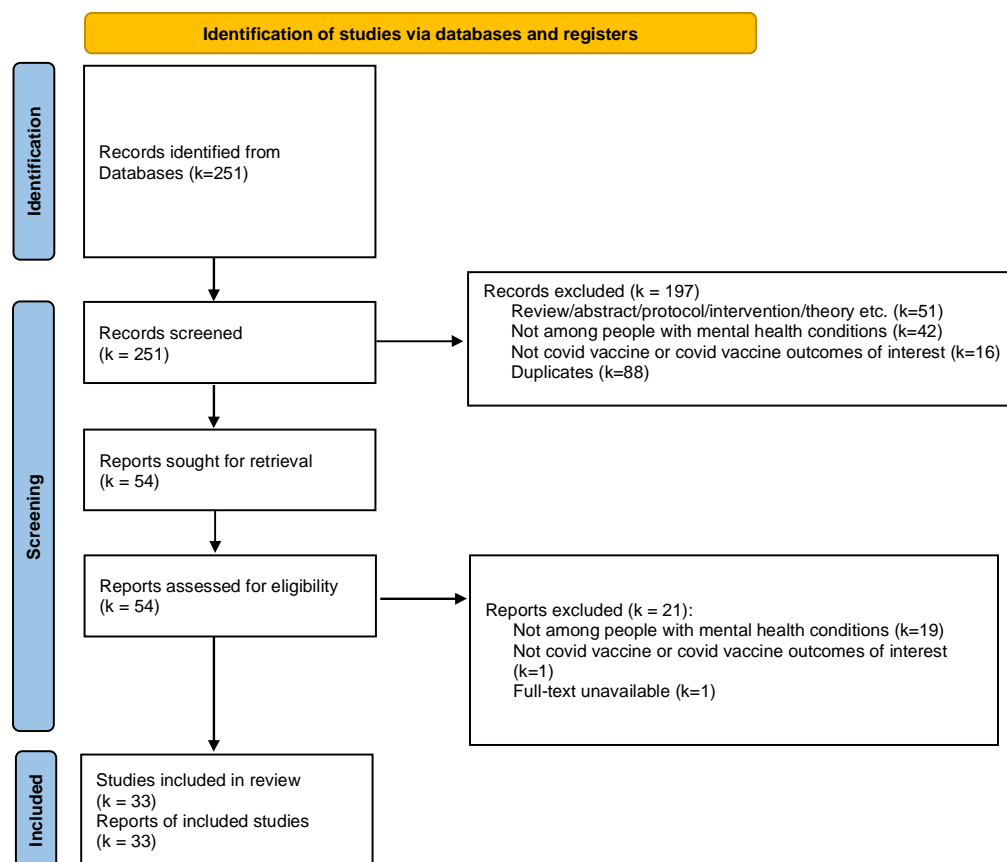 Identification of studies via databases and registers
Identification
Records identified from
Databases (k=251)
Screening
Records screened
(k = 251)
Records excluded (k = 197)
Review/abstract/protocol/intervention/theory etc. (k=51)
Not among people with mental health conditions (k=42)
Not covid vaccine or covid vaccine outcomes of interest (k=16)
Duplicates (k=88)
Reports sought for retrieval
(k = 54)
Reports assessed for eligibility
(k = 54)
Reports excluded (k = 21):
Not among people with mental health conditions (k=19)
Not covid vaccine or covid vaccine outcomes of interest
(k=1)
Full-text unavailable (k=1)
Included
Studies included in review
(k = 33)
Reports of included studies
(k = 33)